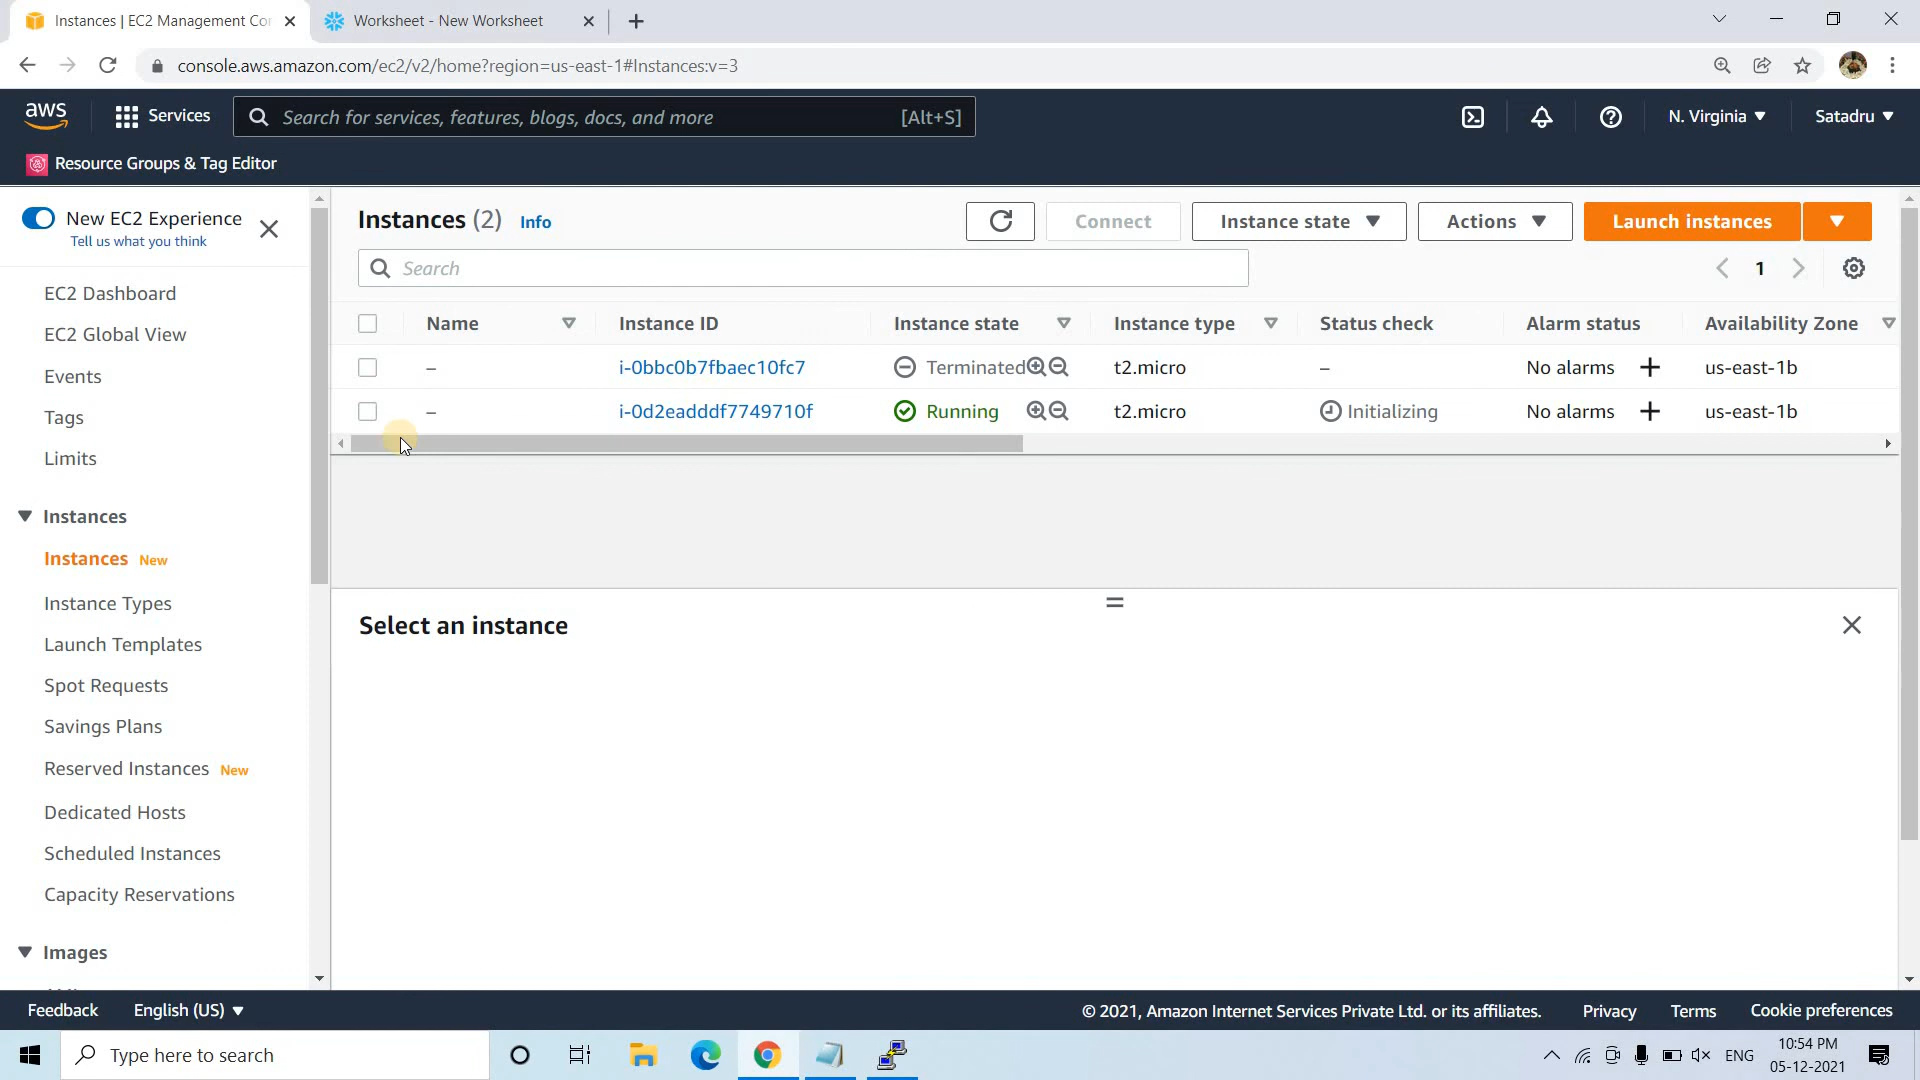 Instances | EC2 Management Con
Worksheet - New Worksheet
console.aws.amazon.com/ec2/v2/home?region=us-east-1#Instances:v=3
aws
Services
Search for services, features, blogs, docs, and more
[Alt+S]
N. Virginia
Satadru
Resource Groups & Tag Editor
New EC2 Experience
Tell us what you think
EC2 Dashboard
EC2 Global View
Events
Tags
Limits
Instances
Instances New
Instance Types
Launch Templates
Spot Requests
Savings Plans
Reserved Instances New
Dedicated Hosts
Scheduled Instances
Capacity Reservations
Images
Instances (2) Info
Connect
Instance state
Actions
Launch instances
Search
1
Name Instance ID Instance state Instance type Status check Alarm status Availability Zone
– i-0bbc0b7fbaec10fc7 Terminated t2.micro – No alarms + us-east-1b
– i-0d2eadddf7749710f Running t2.micro Initializing No alarms + us-east-1b
Select an instance
Feedback
English (US)
© 2021, Amazon Internet Services Private Ltd. or its affiliates.
Privacy
Terms
Cookie preferences
Type here to search
ENG
10:54 PM
05-12-2021